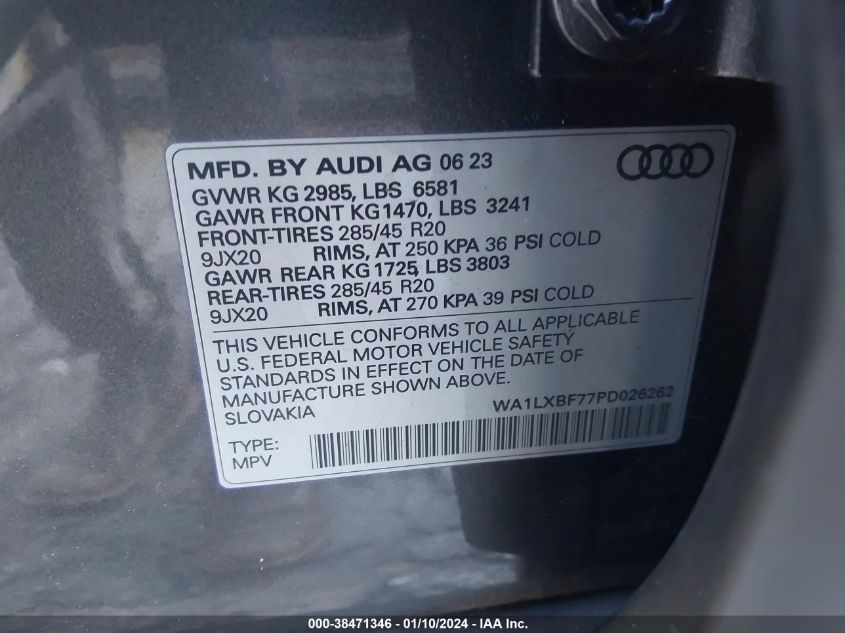 MFD. BY AUDI AG 06 23
GVWR KG 2985, LBS 6581
GAWR FRONT KG1470, LBS 3241
FRONT-TIRES 285/45 R20
9JX20 RIMS, AT 250 KPA 36 PSI COLD
GAWR REAR KG 1725, LBS 3803
REAR-TIRES 285/45 R20
9JX20 RIMS, AT 270 KPA 39 PSI COLD
THIS VEHICLE CONFORMS TO ALL APPLICABLE
U.S. FEDERAL MOTOR VEHICLE SAFETY
STANDARDS IN EFFECT ON THE DATE OF
MANUFACTURE SHOWN ABOVE.
SLOVAKIA WA1LXBF77PD026262
TYPE:
MPV
000-38471346 | 01/10/2024 - IAA Inc.